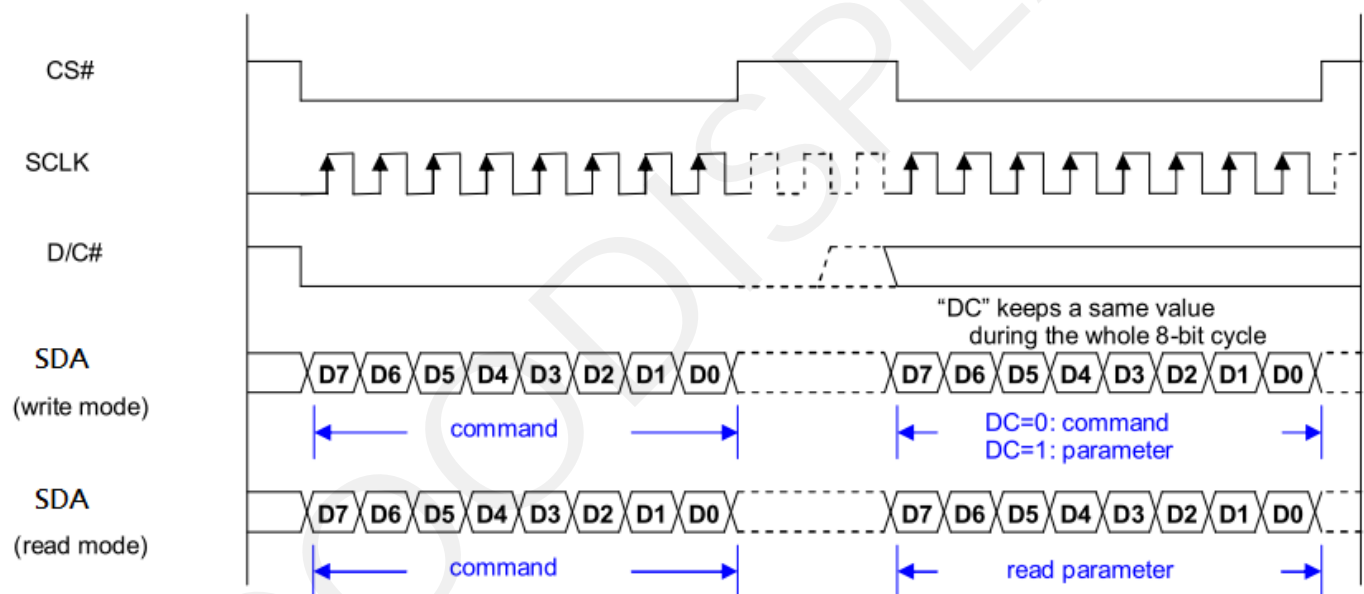 CS#
SCLK
D/C#
“DC” keeps a same value
during the whole 8-bit cycle
SDA
(write mode)
D7 D6 D5 D4 D3 D2 D1 D0 D7 D6 D5 D4 D3 D2 D1 D0
command
DC=0: command
DC=1: parameter
SDA
(read mode)
D7 D6 D5 D4 D3 D2 D1 D0 D7 D6 D5 D4 D3 D2 D1 D0
command read parameter